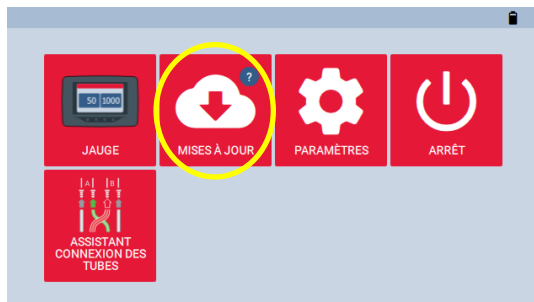 50 1000
?
JAUGE
MISES À JOUR
PARAMÈTRES
ARRÊT
A B
ASSISTANT
CONNEXION DES
TUBES